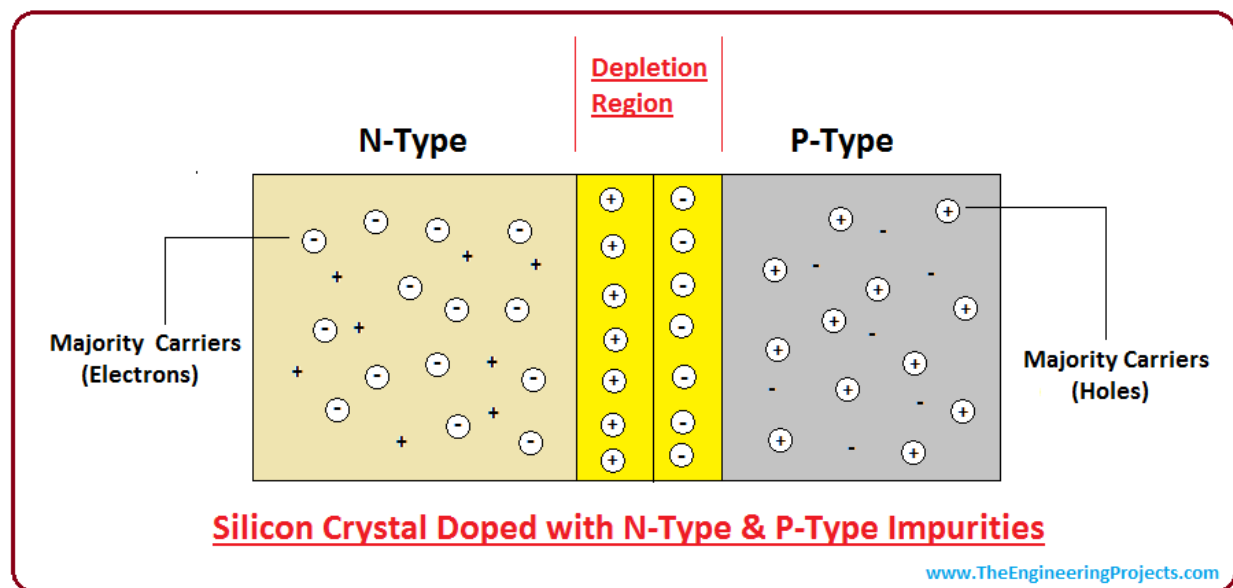 Depletion
Region
N-Type
P-Type
Majority Carriers
(Electrons)
Majority Carriers
(Holes)
Silicon Crystal Doped with N-Type & P-Type Impurities
www.TheEngineeringProjects.com